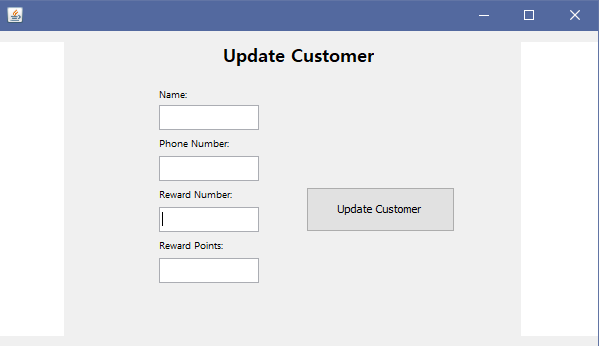 Update Customer
Name:
Phone Number:
Reward Number:
Update Customer
Reward Points: